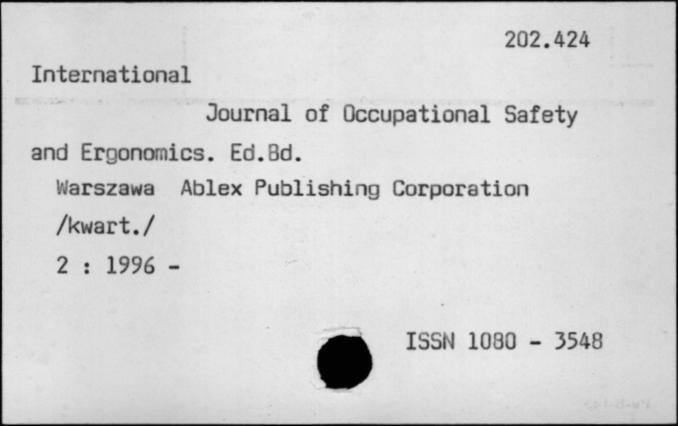 202.424
International
Journal of Occupational Safety
and Ergonomics. Ed.Bd.
Warszawa Ablex Publishing Corporation
/kwart./
2 : 1996 -
ISSN 1080 - 3548